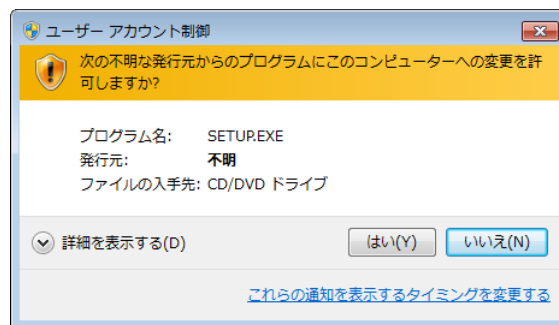 ユーザー アカウント制御
次の不明な発行元からのプログラムにこのコンピューターへの変更を許
可しますか?
プログラム名: SETUP.EXE
発行元: 不明
ファイルの入手先: CD/DVD ドライブ
詳細を表示する(D)
はい(Y) いいえ(N)
これらの通知を表示するタイミングを変更する